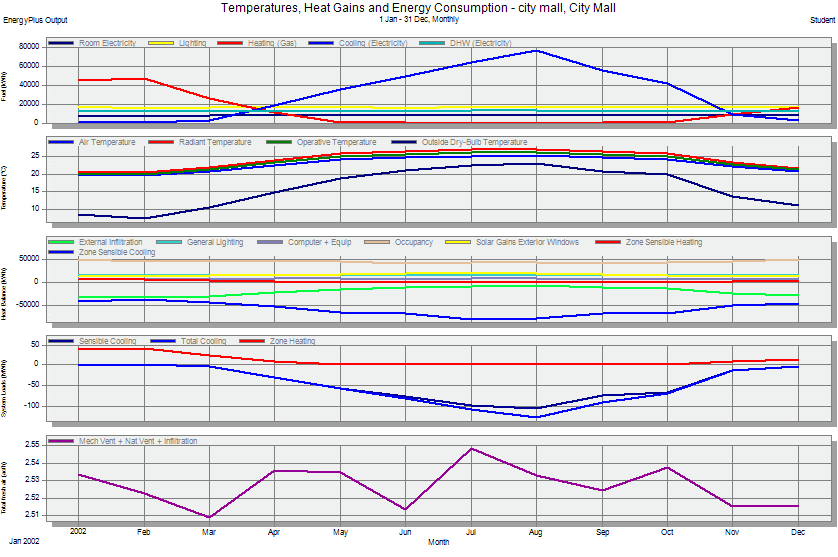 Temperatures, Heat Gains and Energy Consumption - city mall, City Mall
EnergyPlus Output
1 Jan - 31 Dec, Monthly
Student
Room Electricity Lighting Heating (Gas) Cooling (Electricity) DHW (Electricity)
Fuel (kWh)
80000
60000
40000
20000
0
Air Temperature Radiant Temperature Operative Temperature Outside Dry-Bulb Temperature
Temperature (°C)
25
20
15
10
External Infiltration General Lighting Computer + Equip Occupancy Solar Gains Exterior Windows Zone Sensible Heating
Zone Sensible Cooling
Heat Balance (kWh)
50000
0
-50000
Sensible Cooling Total Cooling Zone Heating
System Loads (MWh)
50
0
-50
-100
Mech Vent + Nat Vent + Infiltration
Total fresh air (ac/h)
2.55
2.54
2.53
2.52
2.51
2002 Feb Mar Apr May Jun Jul Aug Sep Oct Nov Dec
Jan 2002
Month